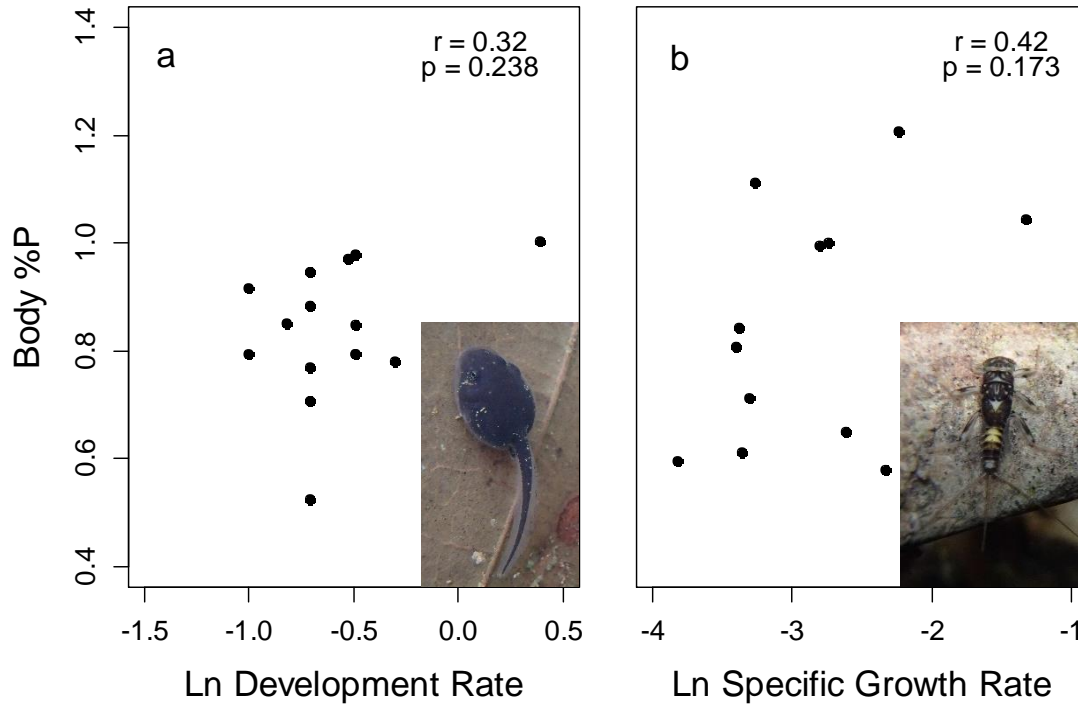 a
r = 0.32
p = 0.238
b
r = 0.42
p = 0.173
Body %P
1.4
1.2
1.0
0.8
0.6
0.4
-1.5 -1.0 -0.5 0.0 0.5
-4 -3 -2 -1
Ln Development Rate
Ln Specific Growth Rate